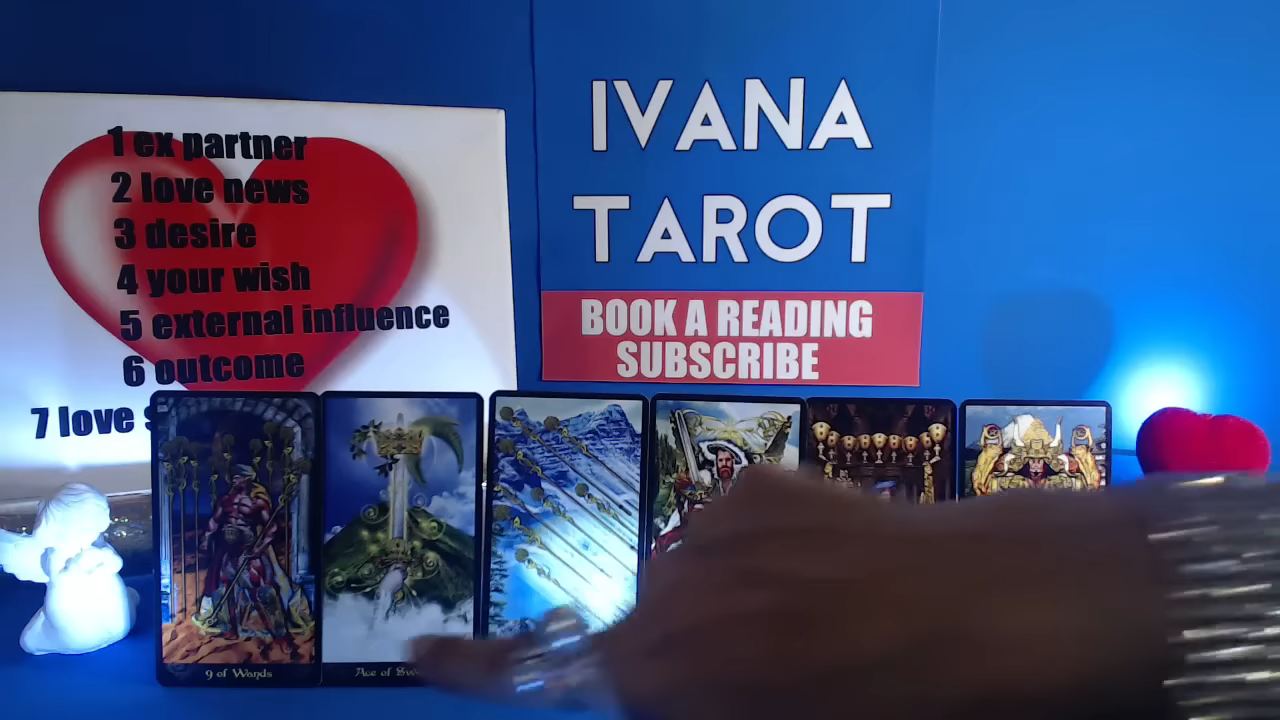 1 ex partner
2 love news
3 desire
4 your wish
5 external influence
6 outcome
7 love
IVANA
TAROT
BOOK A READING
SUBSCRIBE
9 of Wands
Ace of